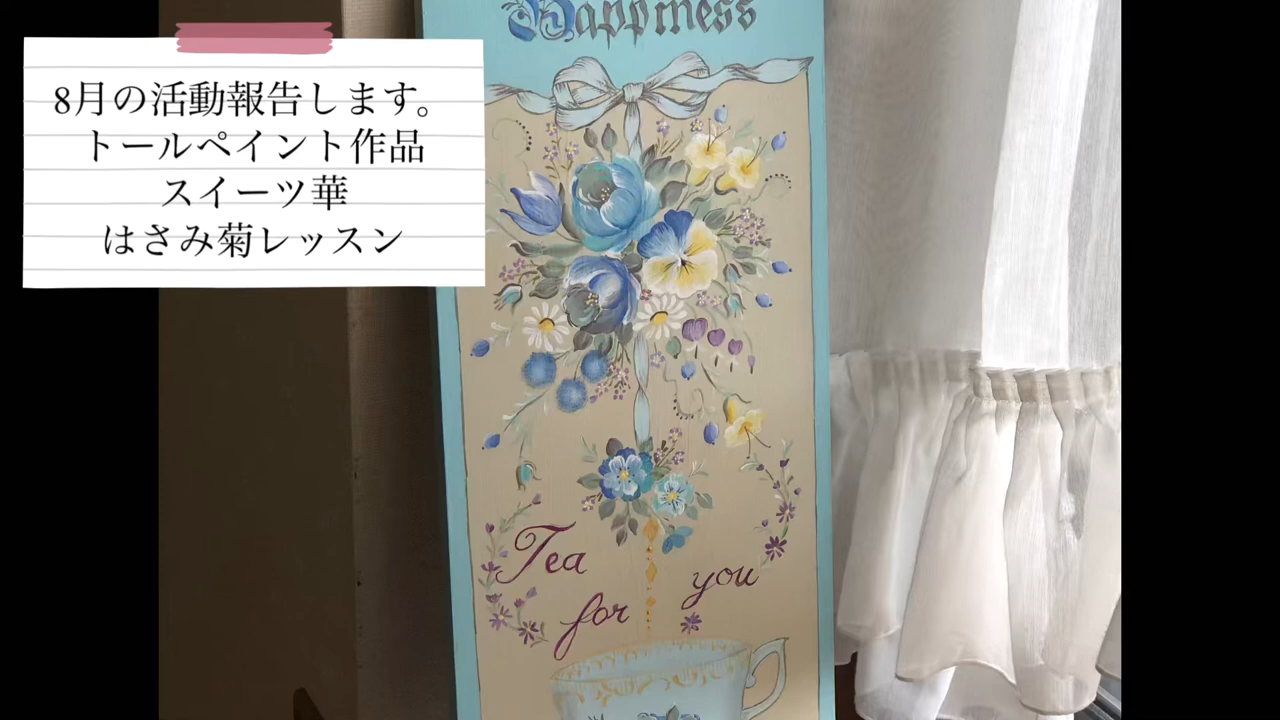 8月の活動報告します。
トールペイント作品
スイーツ華
はさみ菊レッスン
Happiness
Tea
for you